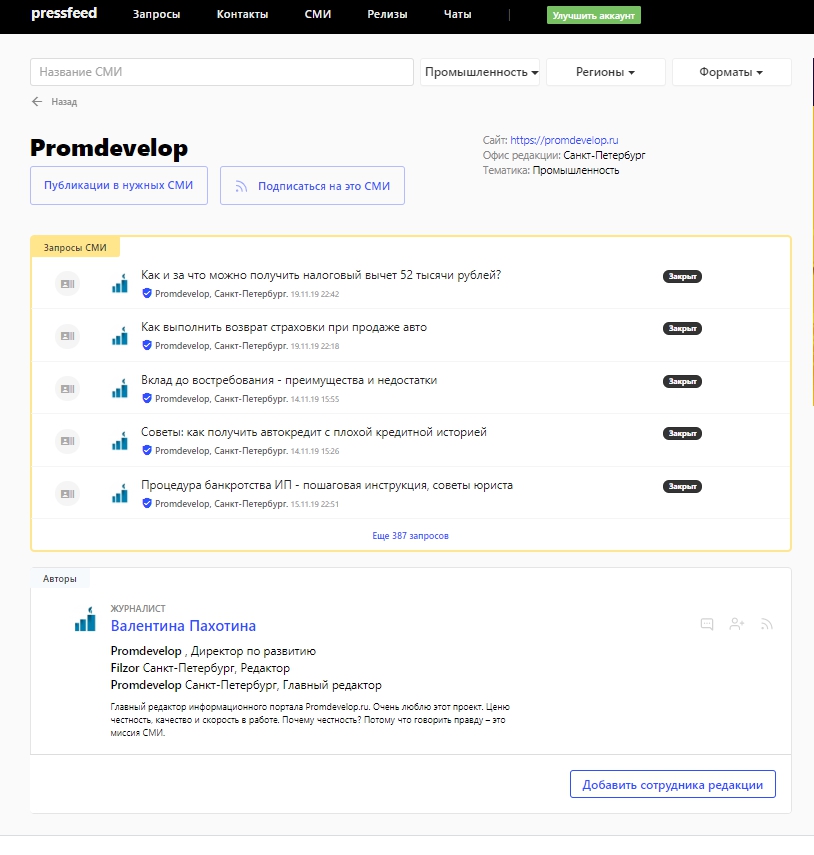 pressfeed Запросы Контакты СМИ Релизы Чаты Улучшить аккаунт
Название СМИ Промышленность Регионы Форматы
Назад
Promdevelop
Сайт: https://promdevelop.ru
Офис редакции: Санкт-Петербург
Тематика: Промышленность
Публикации в нужных СМИ Подписаться на это СМИ
Запросы СМИ
Как и за что можно получить налоговый вычет 52 тысячи рублей? Закрыт
Promdevelop, Санкт-Петербург. 19.11.19 22:42
Как выполнить возврат страховки при продаже авто Закрыт
Promdevelop, Санкт-Петербург. 19.11.19 22:18
Вклад до востребования - преимущества и недостатки Закрыт
Promdevelop, Санкт-Петербург. 14.11.19 15:55
Советы: как получить автокредит с плохой кредитной историей Закрыт
Promdevelop, Санкт-Петербург. 14.11.19 15:26
Процедура банкротства ИП - пошаговая инструкция, советы юриста Закрыт
Promdevelop, Санкт-Петербург. 15.11.19 22:51
Еще 387 запросов
Авторы
ЖУРНАЛИСТ
Валентина Пахотина
Promdevelop , Директор по развитию
Filzor Санкт-Петербург, Редактор
Promdevelop Санкт-Петербург, Главный редактор
Главный редактор информационного портала Promdevelop.ru. Очень люблю этот проект. Ценю
честность, качество и скорость в работе. Почему честность? Потому что говорить правду – это
миссия СМИ.
Добавить сотрудника редакции